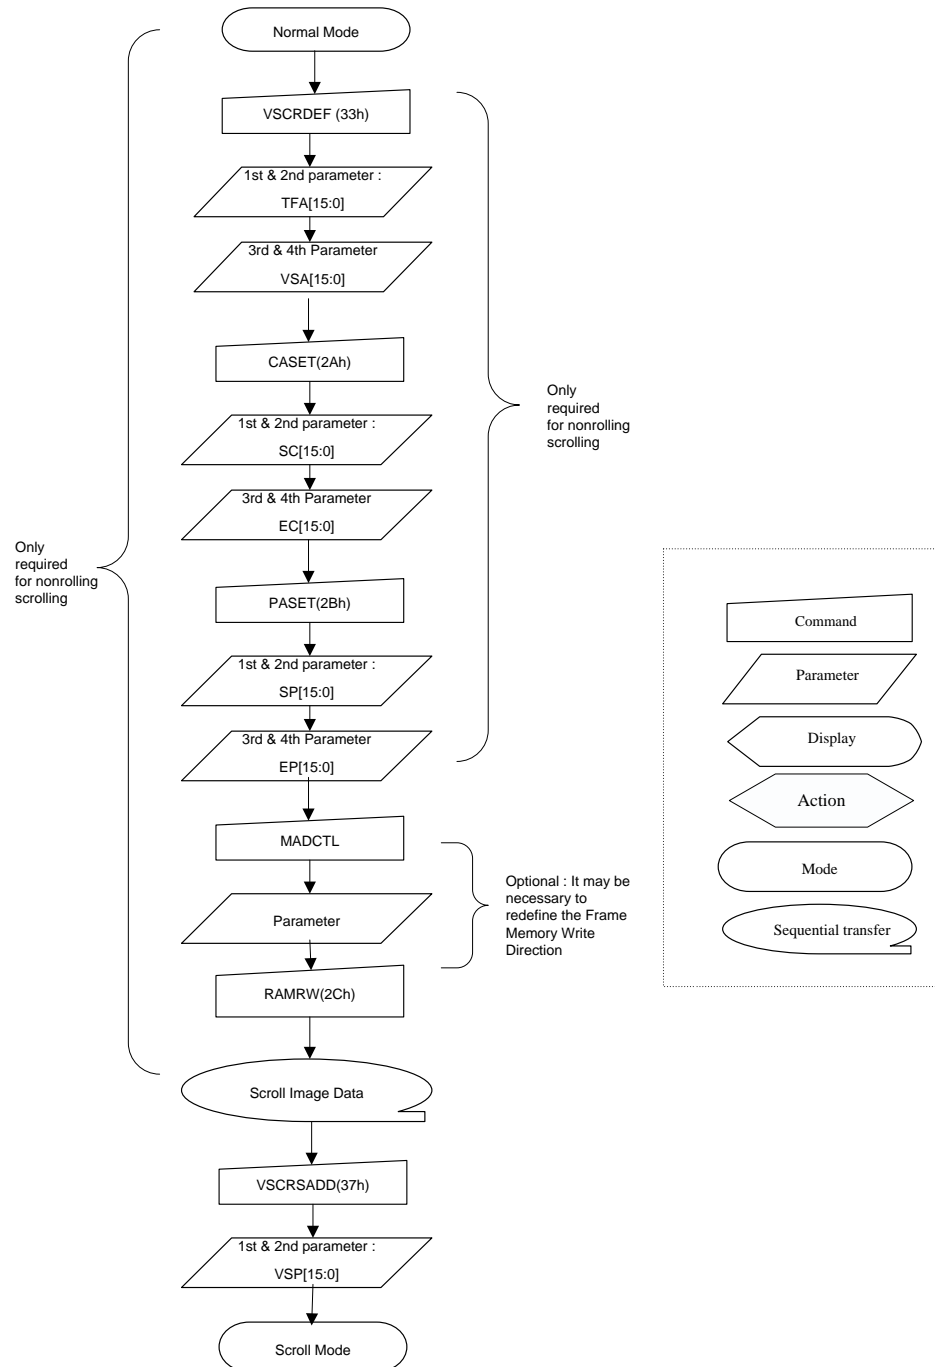 Normal Mode
VSCRDEF (33h)
1st & 2nd parameter :
TFA[15:0]
3rd & 4th Parameter
VSA[15:0]
CASET(2Ah)
1st & 2nd parameter :
SC[15:0]
3rd & 4th Parameter
EC[15:0]
PASET(2Bh)
1st & 2nd parameter :
SP[15:0]
3rd & 4th Parameter
EP[15:0]
MADCTL
Parameter
RAMRW(2Ch)
Scroll Image Data
VSCRSADD(37h)
1st & 2nd parameter :
VSP[15:0]
Scroll Mode
Only
required
for nonrolling
scrolling
Only
required
for nonrolling
scrolling
Optional : It may be
necessary to
redefine the Frame
Memory Write
Direction
Command
Parameter
Display
Action
Mode
Sequential transfer